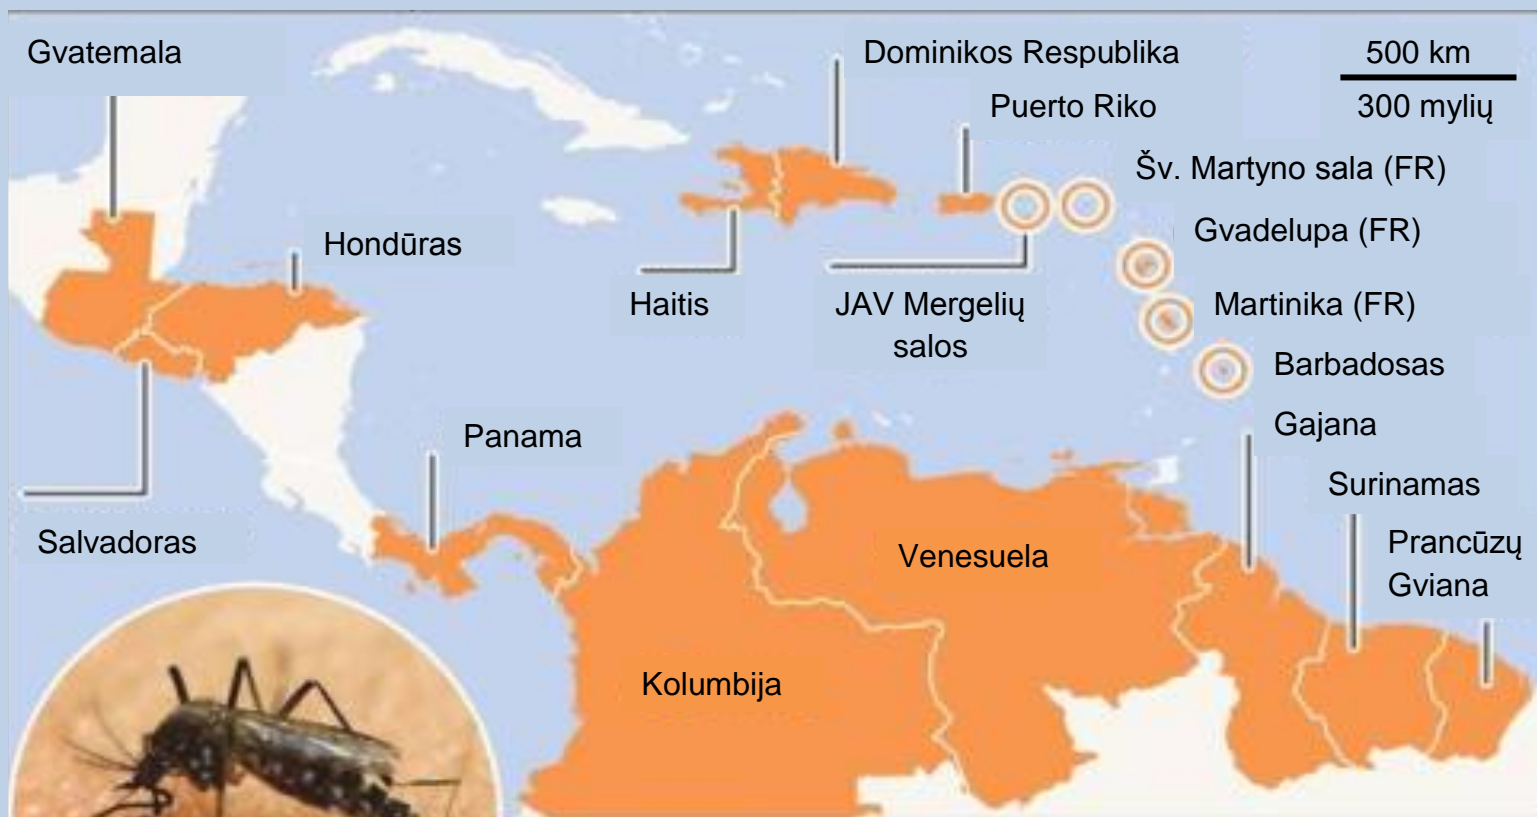 Gvatemala
Dominikos Respublika
500 km
300 mylių
Puerto Riko
Šv. Martyno sala (FR)
Gvadelupa (FR)
Hondūras
Haitis
JAV Mergelių
salos
Martinika (FR)
Barbadosas
Gajana
Panama
Surinamas
Salvadoras
Prancūzų
Gviana
Venesuela
Kolumbija